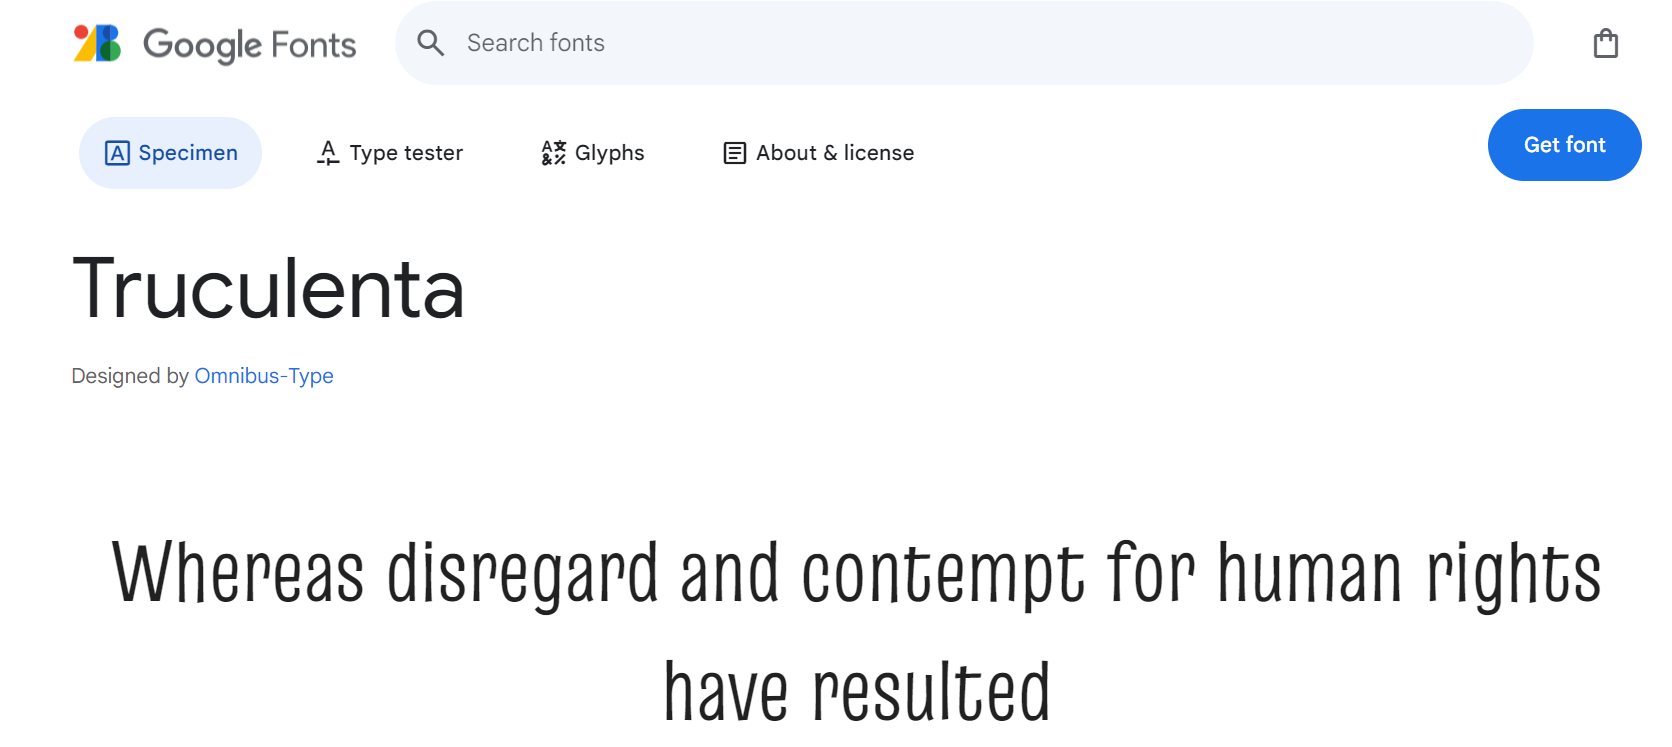 Google Fonts
Search fonts
Specimen
Type tester
Glyphs
About & license
Get font
Truculenta
Designed by Omnibus-Type
Whereas disregard and contempt for human rights
have resulted